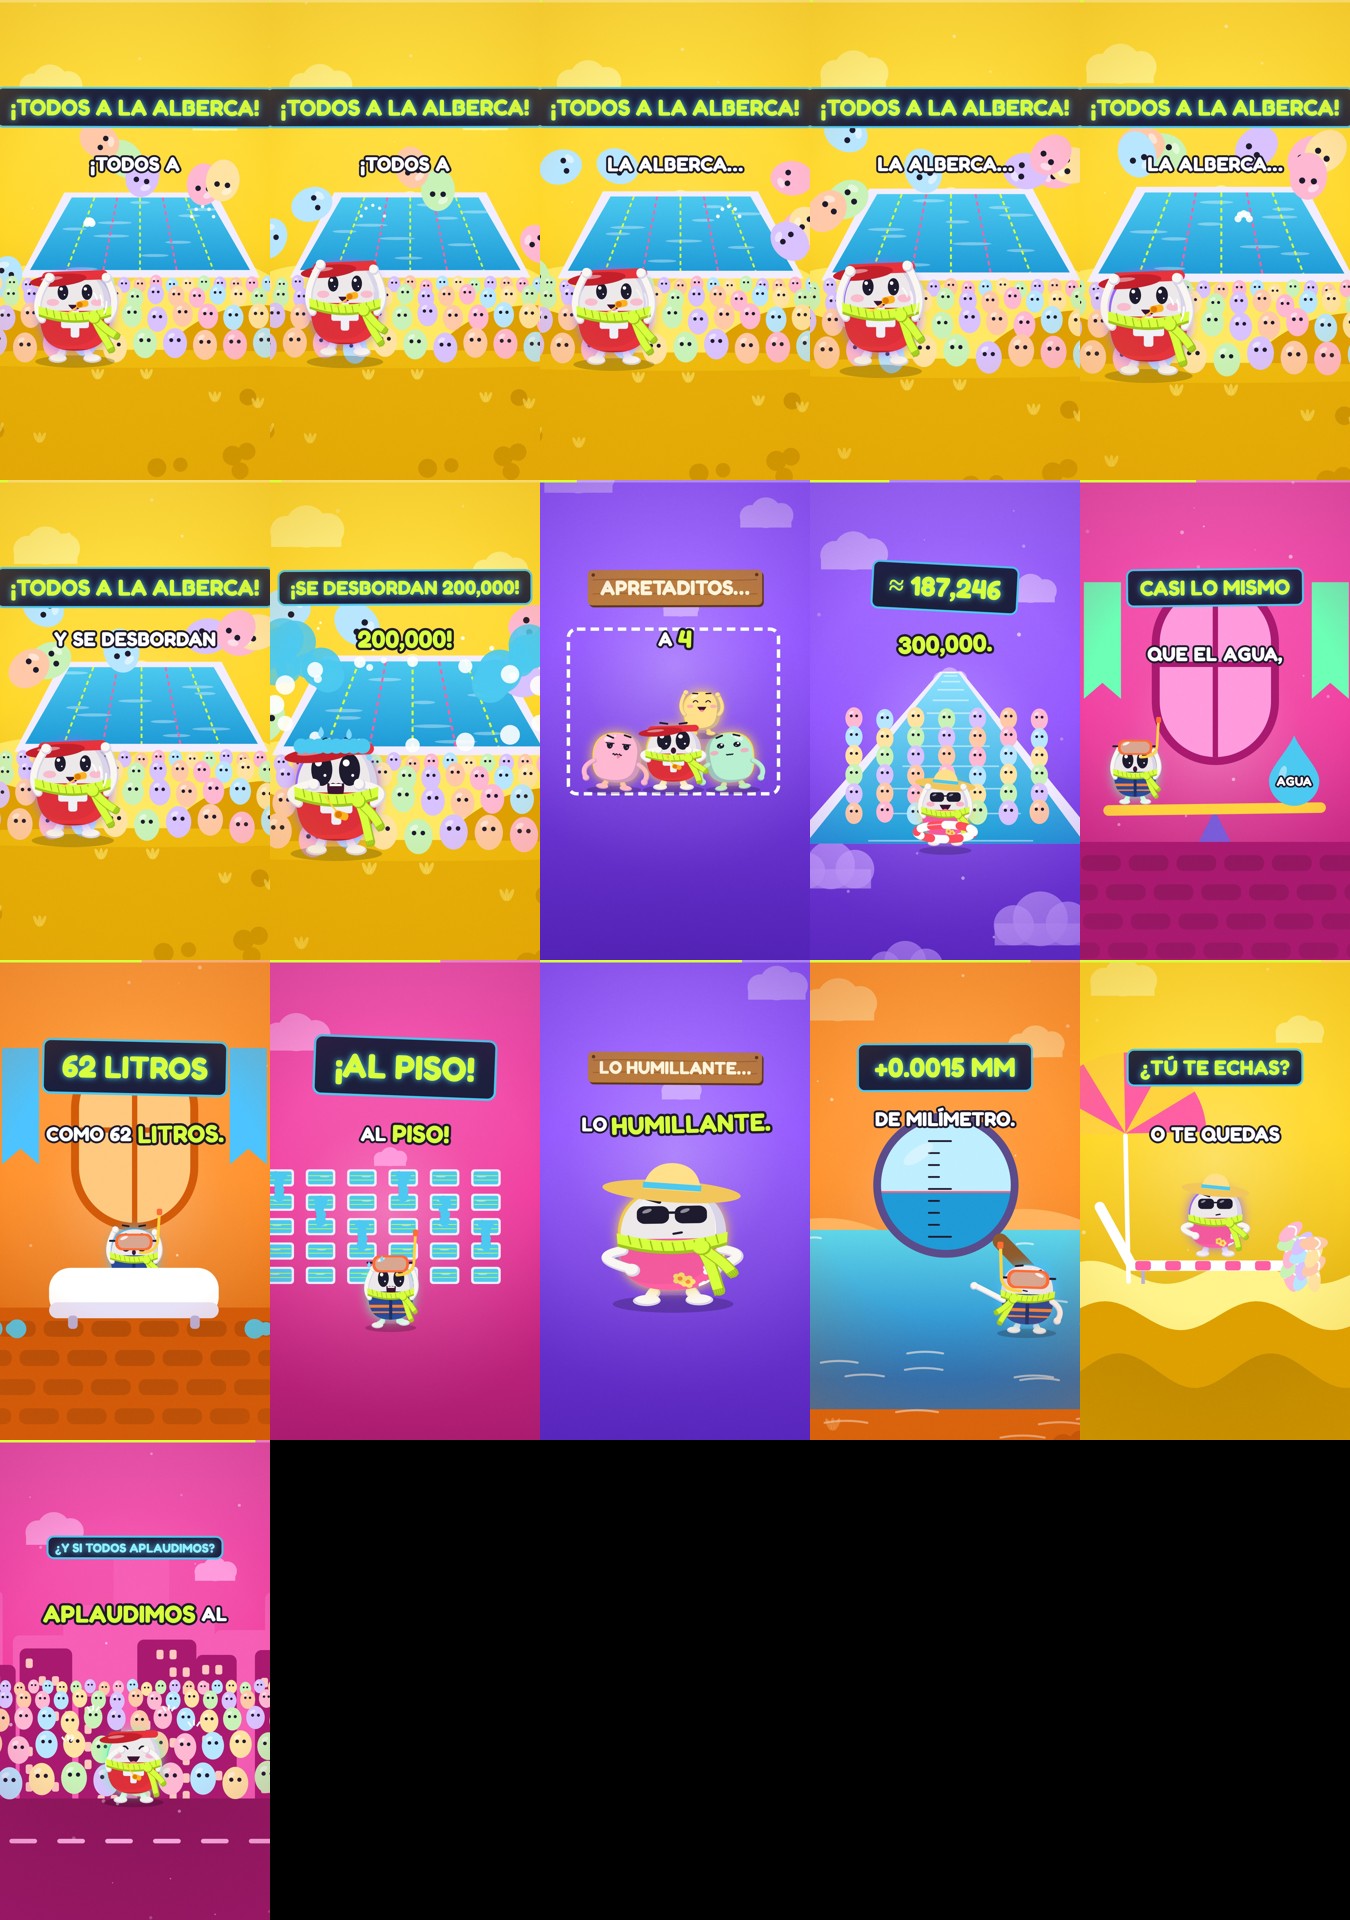 ¡TODOS A LA ALBERCA!
¡TODOS A
¡TODOS A LA ALBERCA!
¡TODOS A
¡TODOS A LA ALBERCA!
LA ALBERCA...
¡TODOS A LA ALBERCA!
LA ALBERCA...
¡TODOS A LA ALBERCA!
LA ALBERCA...
¡TODOS A LA ALBERCA!
Y SE DESBORDAN
¡SE DESBORDAN 200,000!
200,000!
APRETADITOS...
A 4
≈ 187,246
300,000.
CASI LO MISMO
QUE EL AGUA,
AGUA
62 LITROS
COMO 62 LITROS.
¡AL PISO!
AL PISO!
LO HUMILLANTE...
LO HUMILLANTE.
+0.0015 MM
DE MILÍMETRO.
¿TÚ TE ECHAS?
O TE QUEDAS
¿Y SI TODOS APLAUDIMOS?
APLAUDIMOS AL